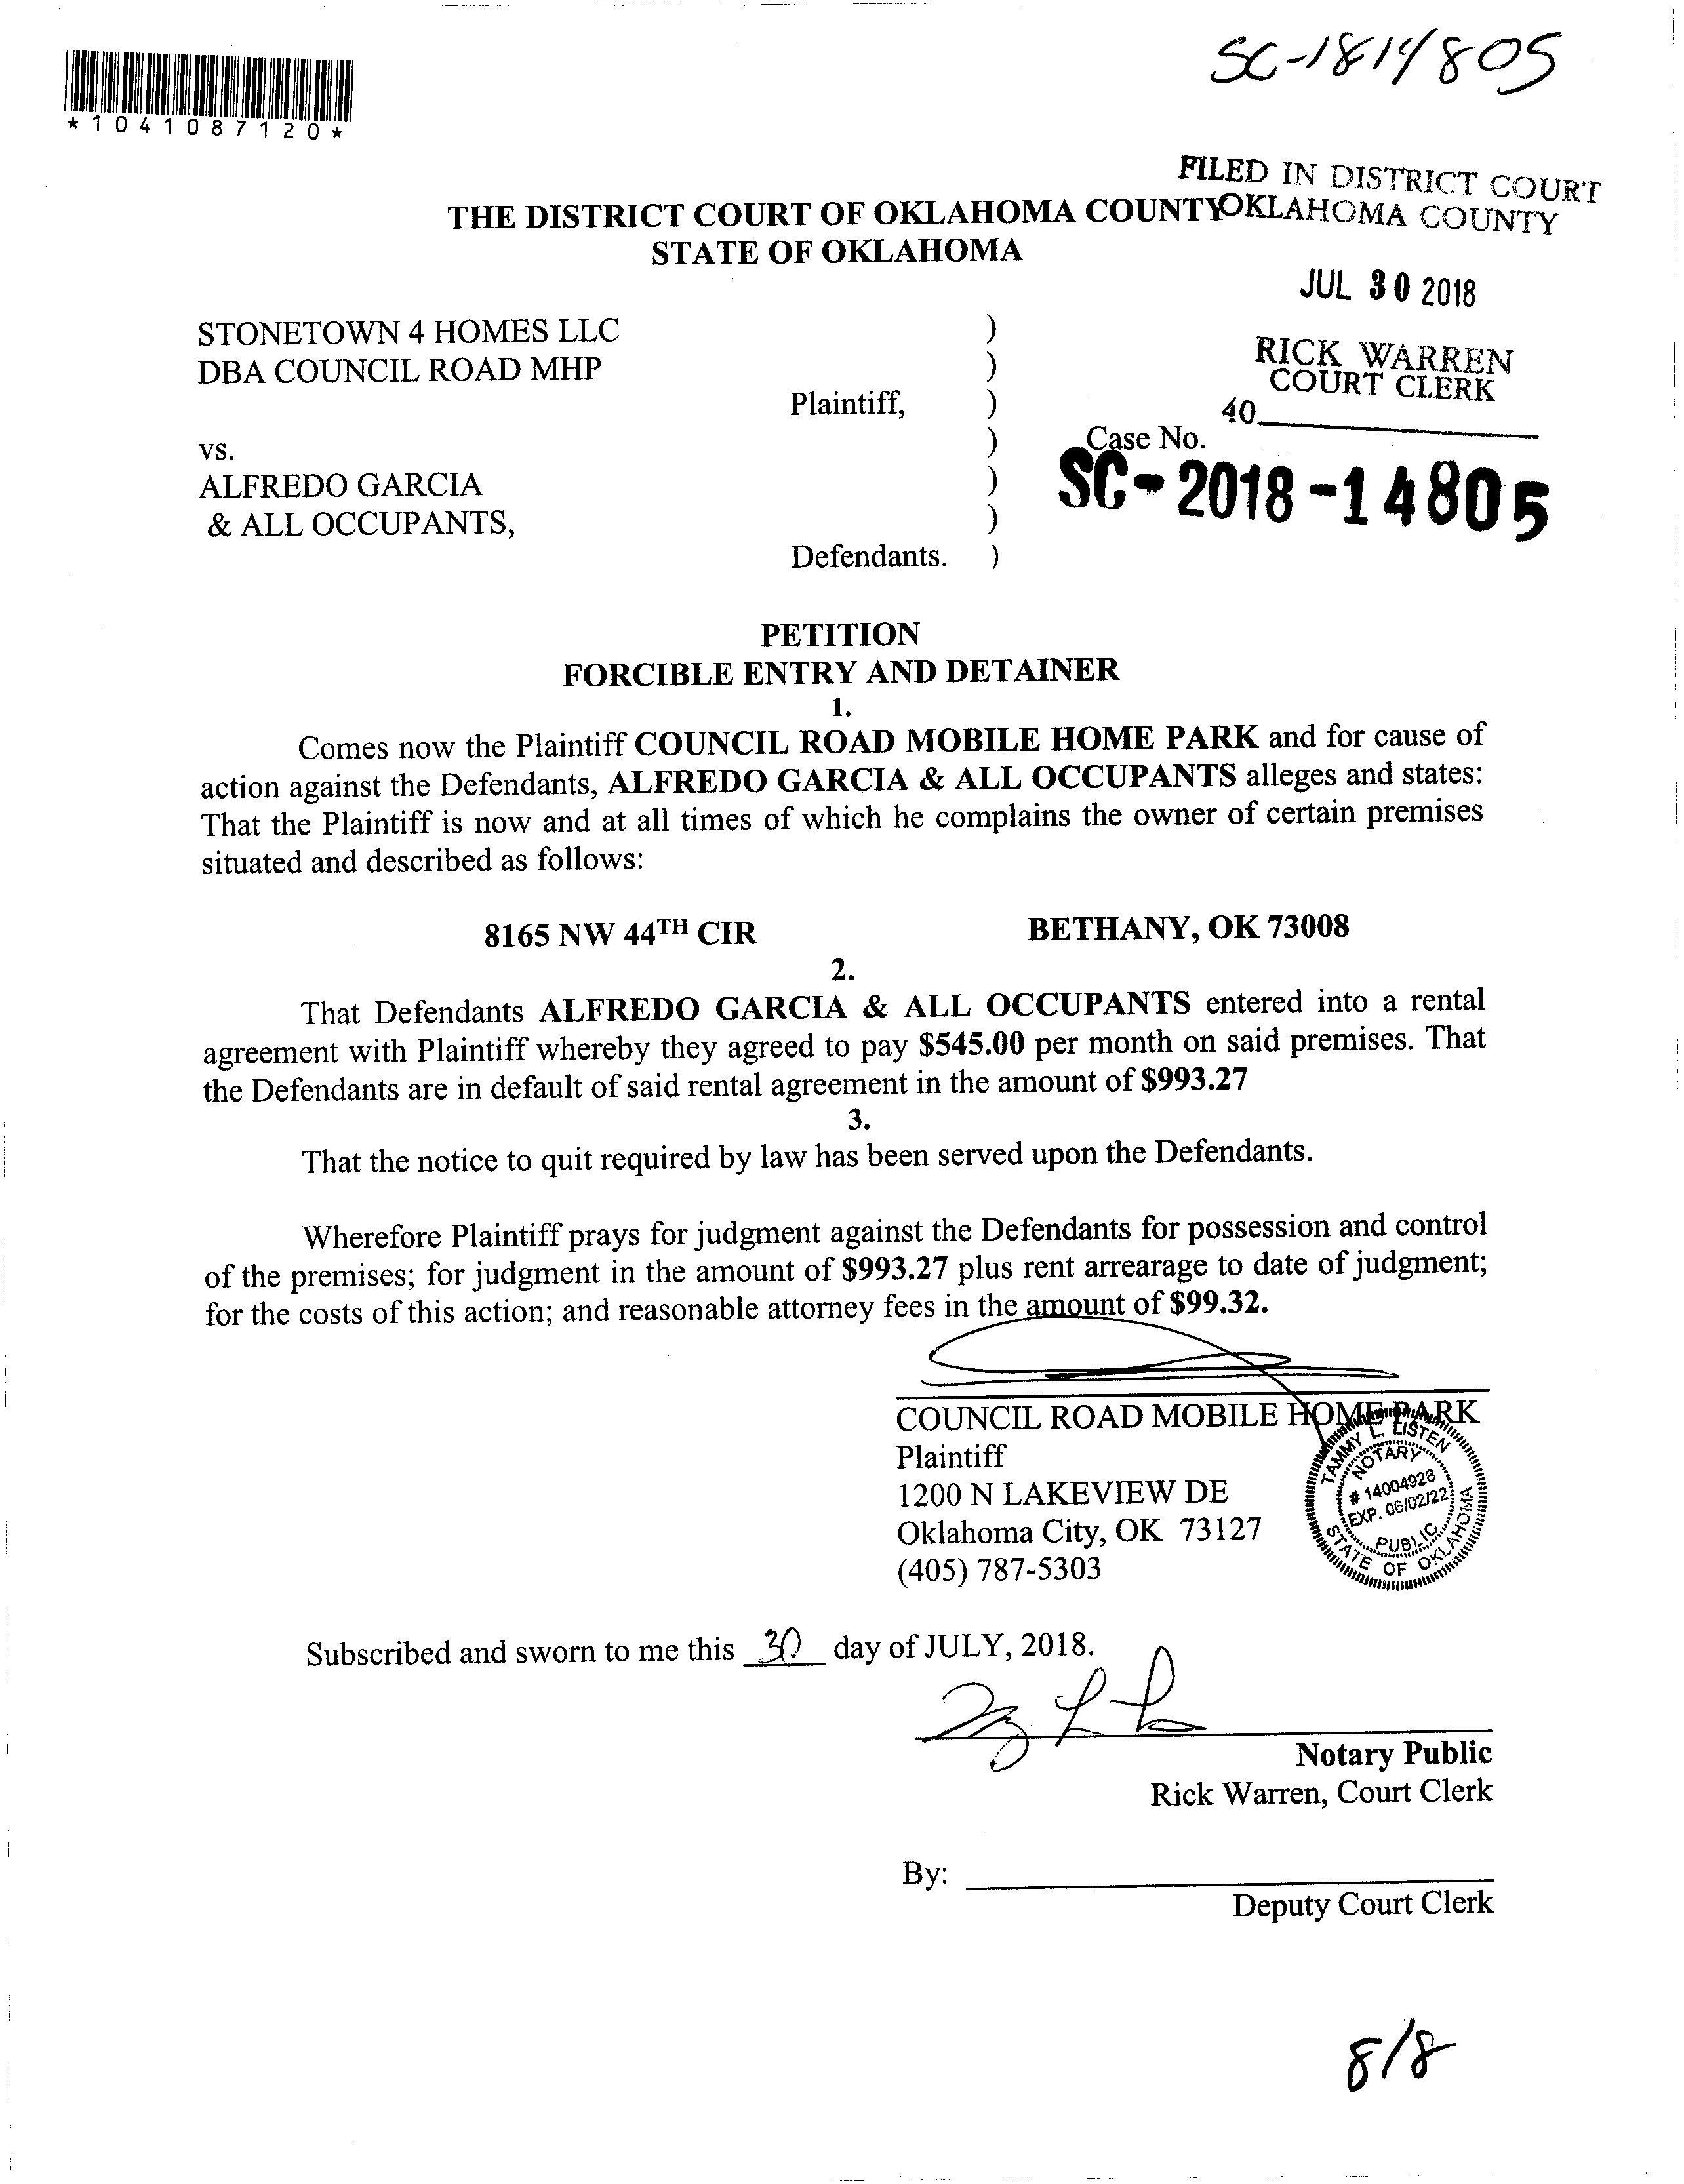 SC-1814805
*1041087120*
FILED IN DISTRICT COURT
OKLAHOMA COUNTY
THE DISTRICT COURT OF OKLAHOMA COUNTY
STATE OF OKLAHOMA
JUL 30 2018
STONETOWN 4 HOMES LLC )
DBA COUNCIL ROAD MHP )
RICK WARREN
COURT CLERK
Plaintiff, )
40
vs. )
Case No.
ALFREDO GARCIA )
SC-2018-14805
& ALL OCCUPANTS, )
Defendants. )
PETITION
FORCIBLE ENTRY AND DETAINER
1.
Comes now the Plaintiff COUNCIL ROAD MOBILE HOME PARK and for cause of
action against the Defendants, ALFREDO GARCIA & ALL OCCUPANTS alleges and states:
That the Plaintiff is now and at all times of which he complains the owner of certain premises
situated and described as follows:
8165 NW 44TH CIR BETHANY, OK 73008
2.
That Defendants ALFREDO GARCIA & ALL OCCUPANTS entered into a rental
agreement with Plaintiff whereby they agreed to pay $545.00 per month on said premises. That
the Defendants are in default of said rental agreement in the amount of $993.27
3.
That the notice to quit required by law has been served upon the Defendants.
Wherefore Plaintiff prays for judgment against the Defendants for possession and control
of the premises; for judgment in the amount of $993.27 plus rent arrearage to date of judgment;
for the costs of this action; and reasonable attorney fees in the amount of $99.32.
COUNCIL ROAD MOBILE HOME PARK
Plaintiff
1200 N LAKEVIEW DE
Oklahoma City, OK 73127
(405) 787-5303
TAMMY L. LISTEN
NOTARY
# 14004926
EXP. 06/02/22
PUBLIC
STATE OF OKLAHOMA
Subscribed and sworn to me this 30 day of JULY, 2018.
Notary Public
Rick Warren, Court Clerk
By:
Deputy Court Clerk
8/8